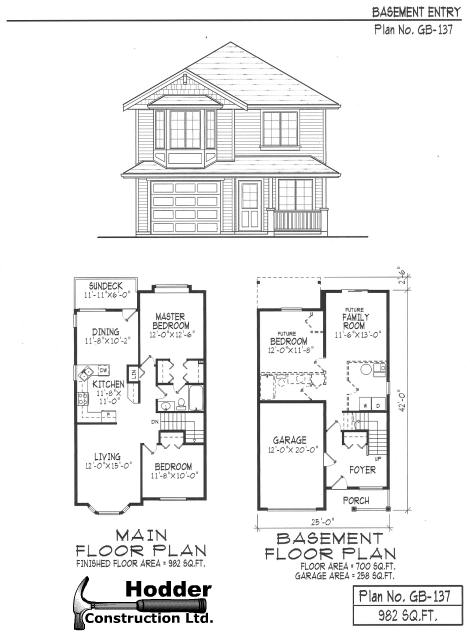 BASEMENT ENTRY
Plan No. GB-137
SUNDECK
11'-11"X6'-0"
DINING
11'-8"X10'-2"
MASTER
BEDROOM
12'-0"X12'-6"
KITCHEN
11'-8"X
11'-0"
DW
LIN
R
DN
LIVING
12'-0"X15'-0"
BEDROOM
11'-8"X10'-0"
MAIN
FLOOR PLAN
FINISHED FLOOR AREA = 982 SQ.FT.
2'-6"
FUTURE
BEDROOM
12'-0"X11'-8"
FUTURE
FAMILY
ROOM
11'-6"X13'-0"
W D
42'-0"
GARAGE
12'-0"X 20'-0"
UP
FOYER
PORCH
25'-0"
BASEMENT
FLOOR PLAN
FLOOR AREA = 700 SQ.FT.
GARAGE AREA = 258 SQ.FT.
Hodder
Construction Ltd.
Plan No. GB-137
982 SQ.FT.